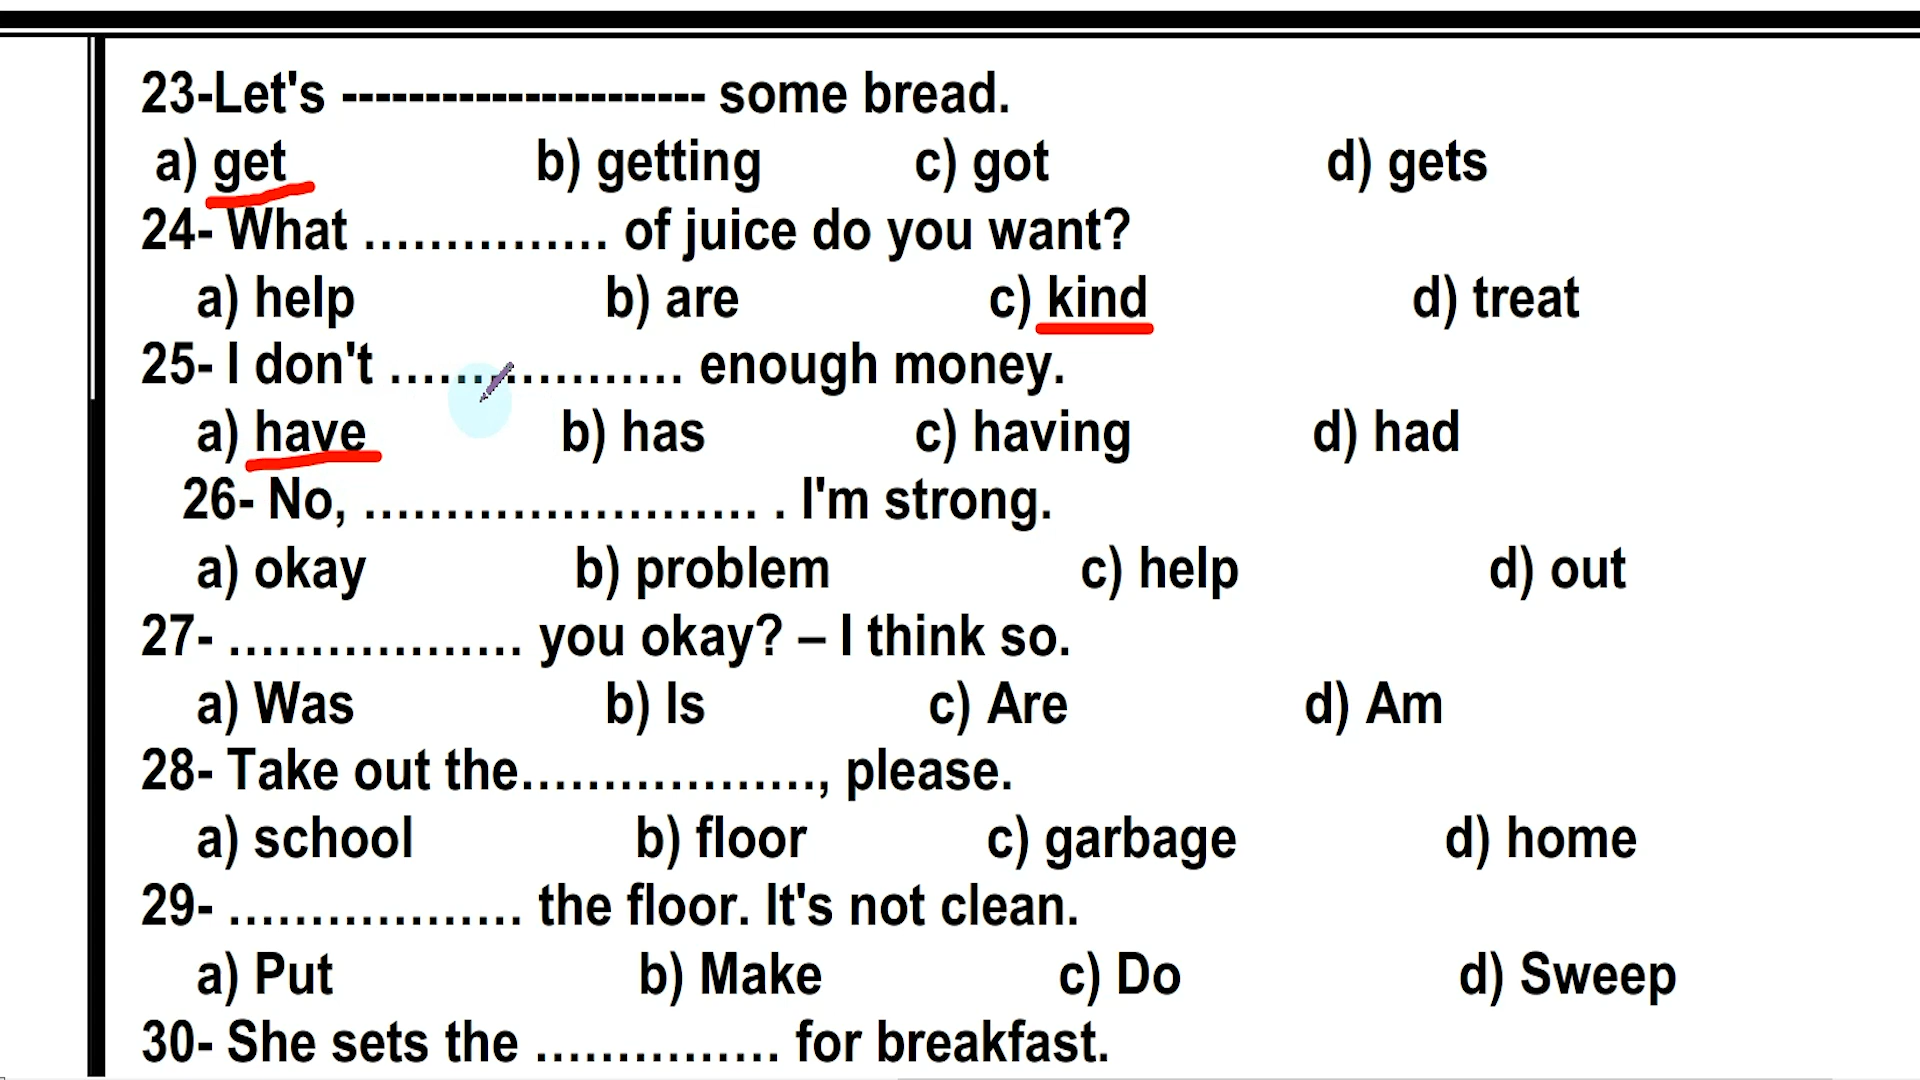 23-Let's ---------------------- some bread.
a) get b) getting c) got d) gets
24- What …………… of juice do you want?
a) help b) are c) kind d) treat
25- I don't ……………… enough money.
a) have b) has c) having d) had
26- No, …………………… . I'm strong.
a) okay b) problem c) help d) out
27- ……………… you okay? – I think so.
a) Was b) Is c) Are d) Am
28- Take out the………………, please.
a) school b) floor c) garbage d) home
29- ……………… the floor. It's not clean.
a) Put b) Make c) Do d) Sweep
30- She sets the …………… for breakfast.